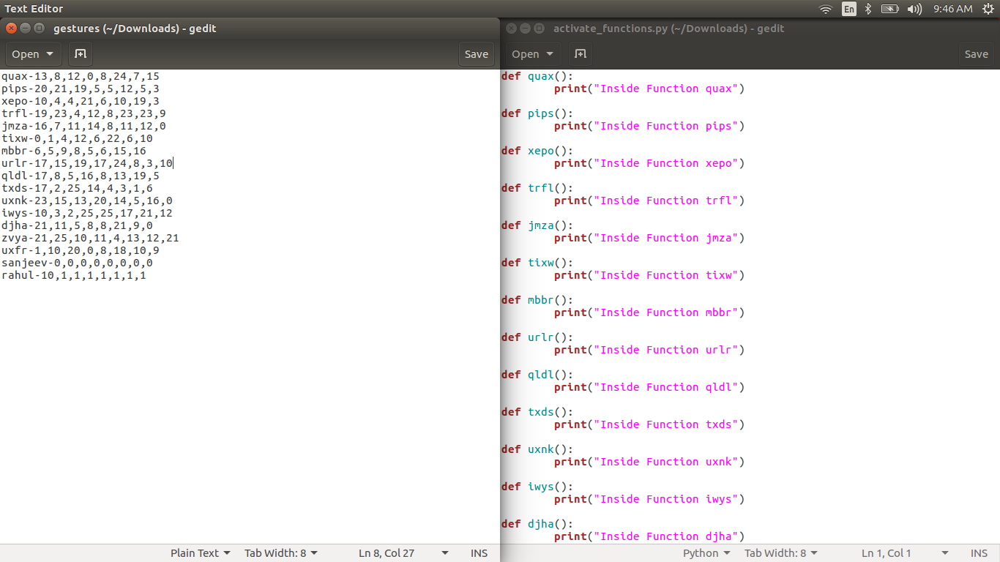 Text Editor
En
9:46 AM
gestures (~/Downloads) - gedit
Open
Save
quax-13,8,12,0,8,24,7,15
pips-20,21,19,5,5,12,5,3
xepo-10,4,4,21,6,10,19,3
trfl-19,23,4,12,8,23,23,9
jmza-16,7,11,14,8,11,12,0
tixw-0,1,4,12,6,22,6,10
mbbr-6,5,9,8,5,6,15,16
urlr-17,15,19,17,24,8,3,10
qldl-17,8,5,16,8,13,19,5
txds-17,2,25,14,4,3,1,6
uxnk-23,15,13,20,14,5,16,0
iwys-10,3,2,25,25,17,21,12
djha-21,11,5,8,8,21,9,0
zvya-21,25,10,11,4,13,12,21
uxfr-1,10,20,0,8,18,10,9
sanjeev-0,0,0,0,0,0,0,0
rahul-10,1,1,1,1,1,1,1
Plain Text
Tab Width: 8
Ln 8, Col 27
INS
activate_functions.py (~/Downloads) - gedit
Open
Save
def quax():
        print("Inside Function quax")
def pips():
        print("Inside Function pips")
def xepo():
        print("Inside Function xepo")
def trfl():
        print("Inside Function trfl")
def jmza():
        print("Inside Function jmza")
def tixw():
        print("Inside Function tixw")
def mbbr():
        print("Inside Function mbbr")
def urlr():
        print("Inside Function urlr")
def qldl():
        print("Inside Function qldl")
def txds():
        print("Inside Function txds")
def uxnk():
        print("Inside Function uxnk")
def iwys():
        print("Inside Function iwys")
def djha():
        print("Inside Function djha")
Python
Tab Width: 8
Ln 1, Col 1
INS